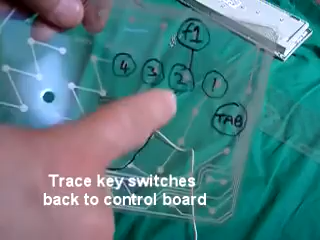 f1
4 3 2 1
TAB
Trace key switches
back to control board